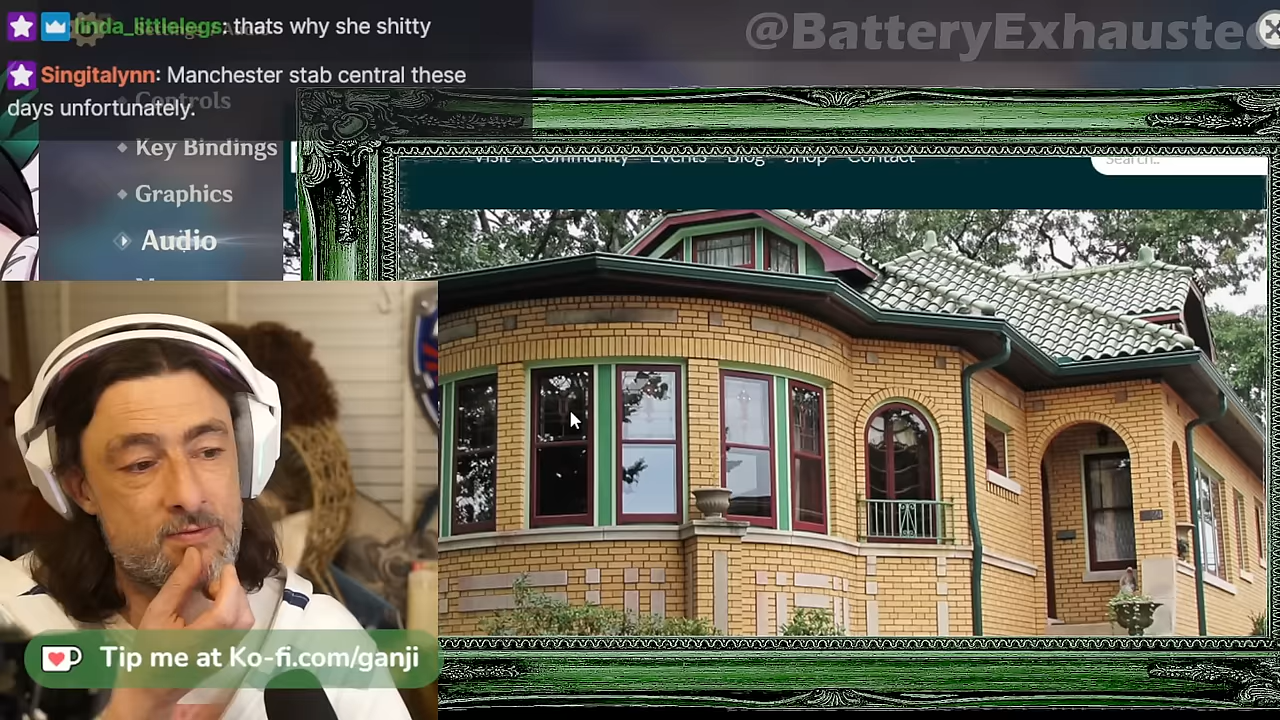 linda_littlelegs: thats why she shitty
@BatteryExhausted
Singitalynn: Manchester stab central these
days unfortunately.
Controls
Key Bindings
Graphics
Audio
Visit Community Events Blog Shop Contact
Search..
Tip me at Ko-fi.com/ganji